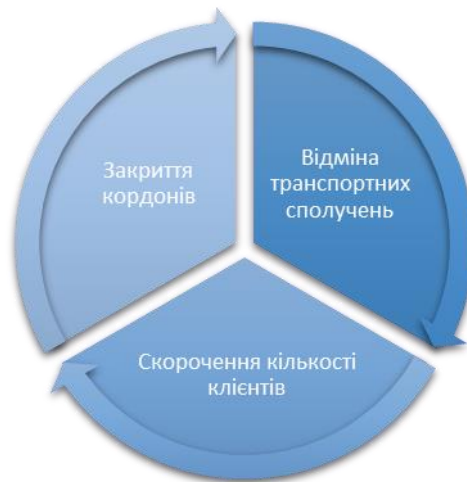 Закриття
кордонів
Відміна
транспортних
сполучень
Скорочення кількості
клієнтів